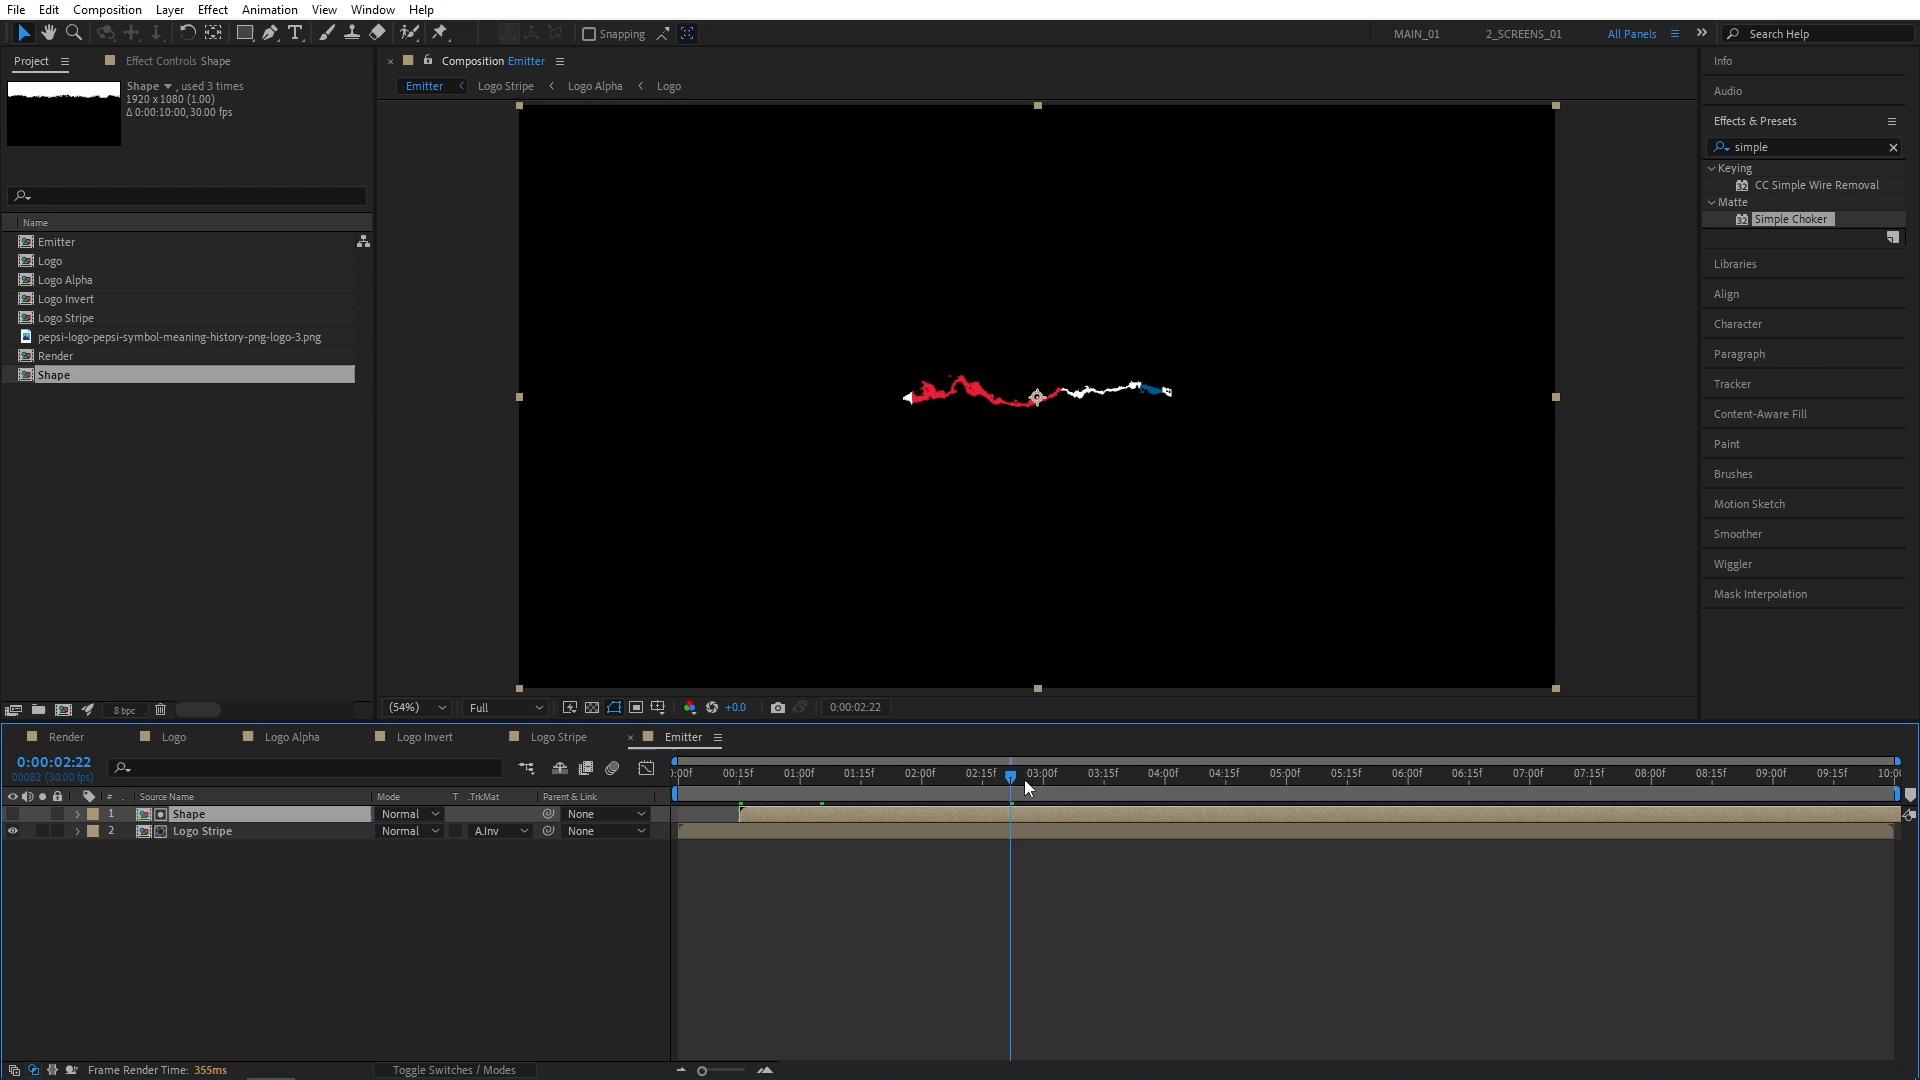 File Edit Composition Layer Effect Animation View Window Help
Snapping MAIN_01 2_SCREENS_01 All Panels Search Help
Project Effect Controls Shape
Shape , used 3 times
1920 x 1080 (1.00)
Δ 0:00:10:00, 30.00 fps
Name
Emitter
Logo
Logo Alpha
Logo Invert
Logo Stripe
pepsi-logo-pepsi-symbol-meaning-history-png-logo-3.png
Render
Shape
8 bpc
Composition Emitter
Emitter Logo Stripe Logo Alpha Logo
(54%) Full +0.0 0:00:02:22
Info
Audio
Effects & Presets
simple
Keying
CC Simple Wire Removal
Matte
Simple Choker
Libraries
Align
Character
Paragraph
Tracker
Content-Aware Fill
Paint
Brushes
Motion Sketch
Smoother
Wiggler
Mask Interpolation
Render Logo Logo Alpha Logo Invert Logo Stripe Emitter
0:00:02:22
00082 (30.00 fps)
:00f 00:15f 01:00f 01:15f 02:00f 02:15f 03:00f 03:15f 04:00f 04:15f 05:00f 05:15f 06:00f 06:15f 07:00f 07:15f 08:00f 08:15f 09:00f 09:15f 10:0
# Source Name Mode T .TrkMat Parent & Link
1 Shape Normal None
2 Logo Stripe Normal A.Inv None
Frame Render Time: 355ms Toggle Switches / Modes